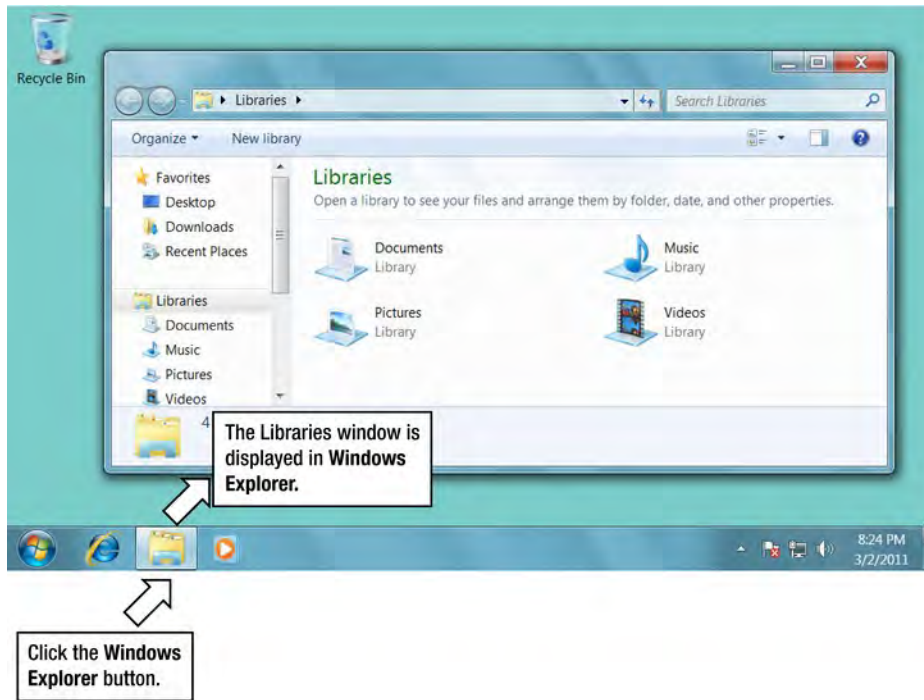 Recycle Bin
Libraries
Search Libraries
Organize
New library
Favorites
Desktop
Downloads
Recent Places
Libraries
Documents
Music
Pictures
Videos
Libraries
Open a library to see your files and arrange them by folder, date, and other properties.
Documents
Library
Music
Library
Pictures
Library
Videos
Library
4
The Libraries window is
displayed in Windows
Explorer.
8:24 PM
3/2/2011
Click the Windows
Explorer button.